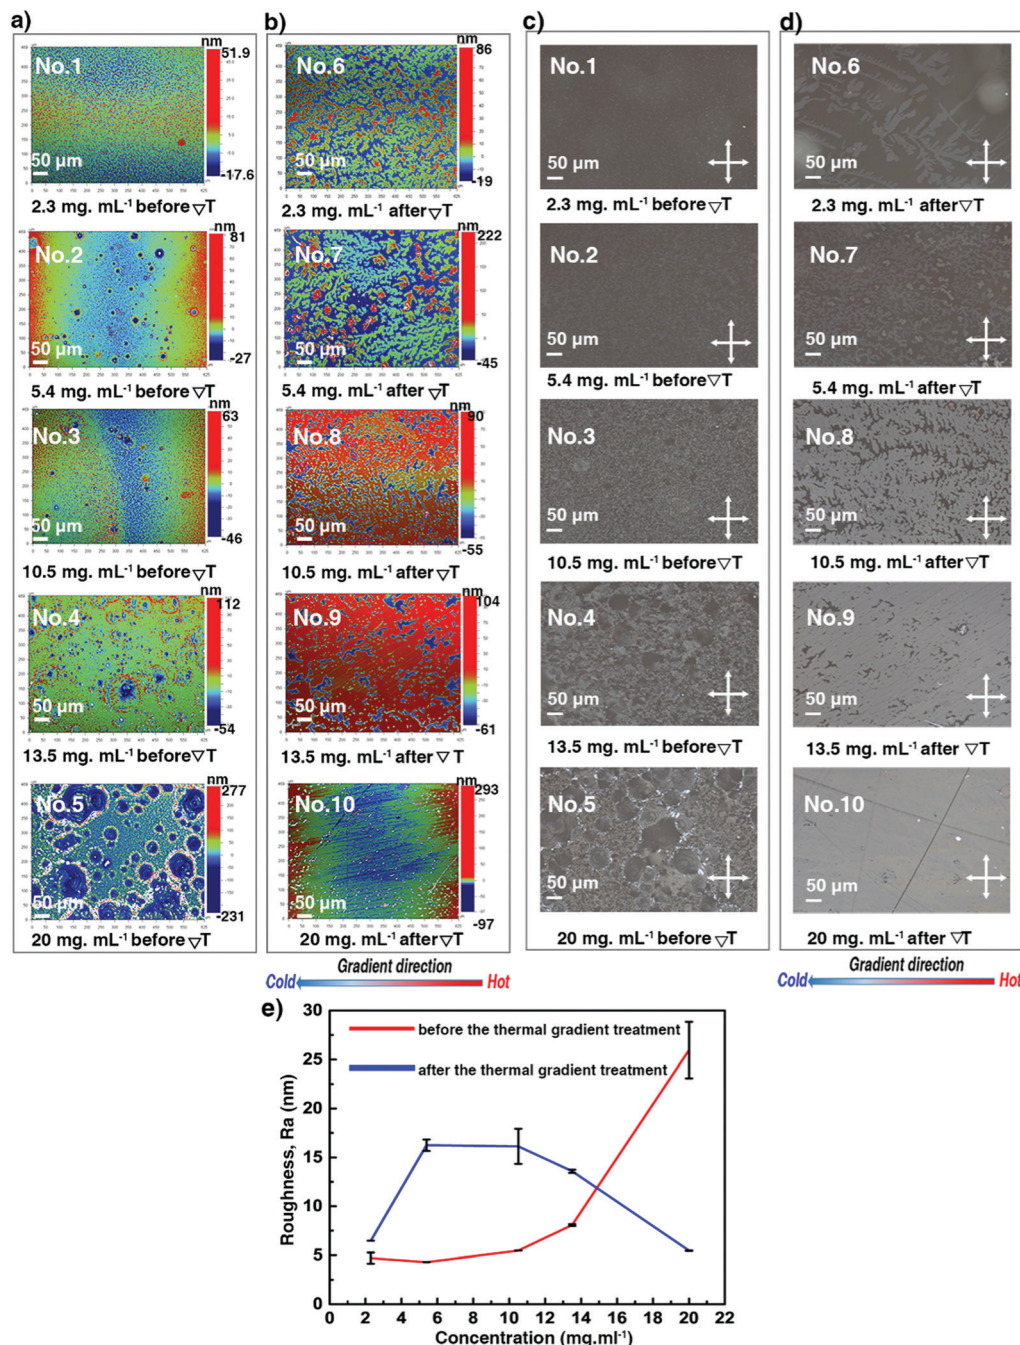 a)
nm
51.9
No.1
50 µm
-17.6
2.3 mg. mL-1 before ▽T
No.2
81
50 µm
-27
5.4 mg. mL-1 before ▽T
nm
63
No.3
50 µm
-46
10.5 mg. mL-1 before ▽T
nm
112
No.4
50 µm
-54
13.5 mg. mL-1 before ▽T
nm
277
No.5
50 µm
-231
20 mg. mL-1 before ▽T
b)
nm
86
No.6
50 µm
-19
2.3 mg. mL-1 after ▽T
222
No.7
50 µm
-45
5.4 mg. mL-1 after ▽T
nm
90
No.8
50 µm
-55
10.5 mg. mL-1 after ▽T
nm
104
No.9
50 µm
-61
13.5 mg. mL-1 after ▽T
nm
293
No.10
50 µm
-97
20 mg. mL-1 after ▽T
Gradient direction
Cold Hot
c)
No.1
50 µm
2.3 mg. mL-1 before ▽T
No.2
50 µm
5.4 mg. mL-1 before ▽T
No.3
50 µm
10.5 mg. mL-1 before ▽T
No.4
50 µm
13.5 mg. mL-1 before ▽T
No.5
50 µm
20 mg. mL-1 before ▽T
d)
No.6
50 µm
2.3 mg. mL-1 after ▽T
No.7
50 µm
5.4 mg. mL-1 after ▽T
No.8
50 µm
10.5 mg. mL-1 after ▽T
No.9
50 µm
13.5 mg. mL-1 after ▽T
No.10
50 µm
20 mg. mL-1 after ▽T
Gradient direction
Cold Hot
e)
before the thermal gradient treatment
after the thermal gradient treatment
Roughness, Ra (nm)
30
25
20
15
10
5
0
0 2 4 6 8 10 12 14 16 18 20 22
Concentration (mg.ml-1)